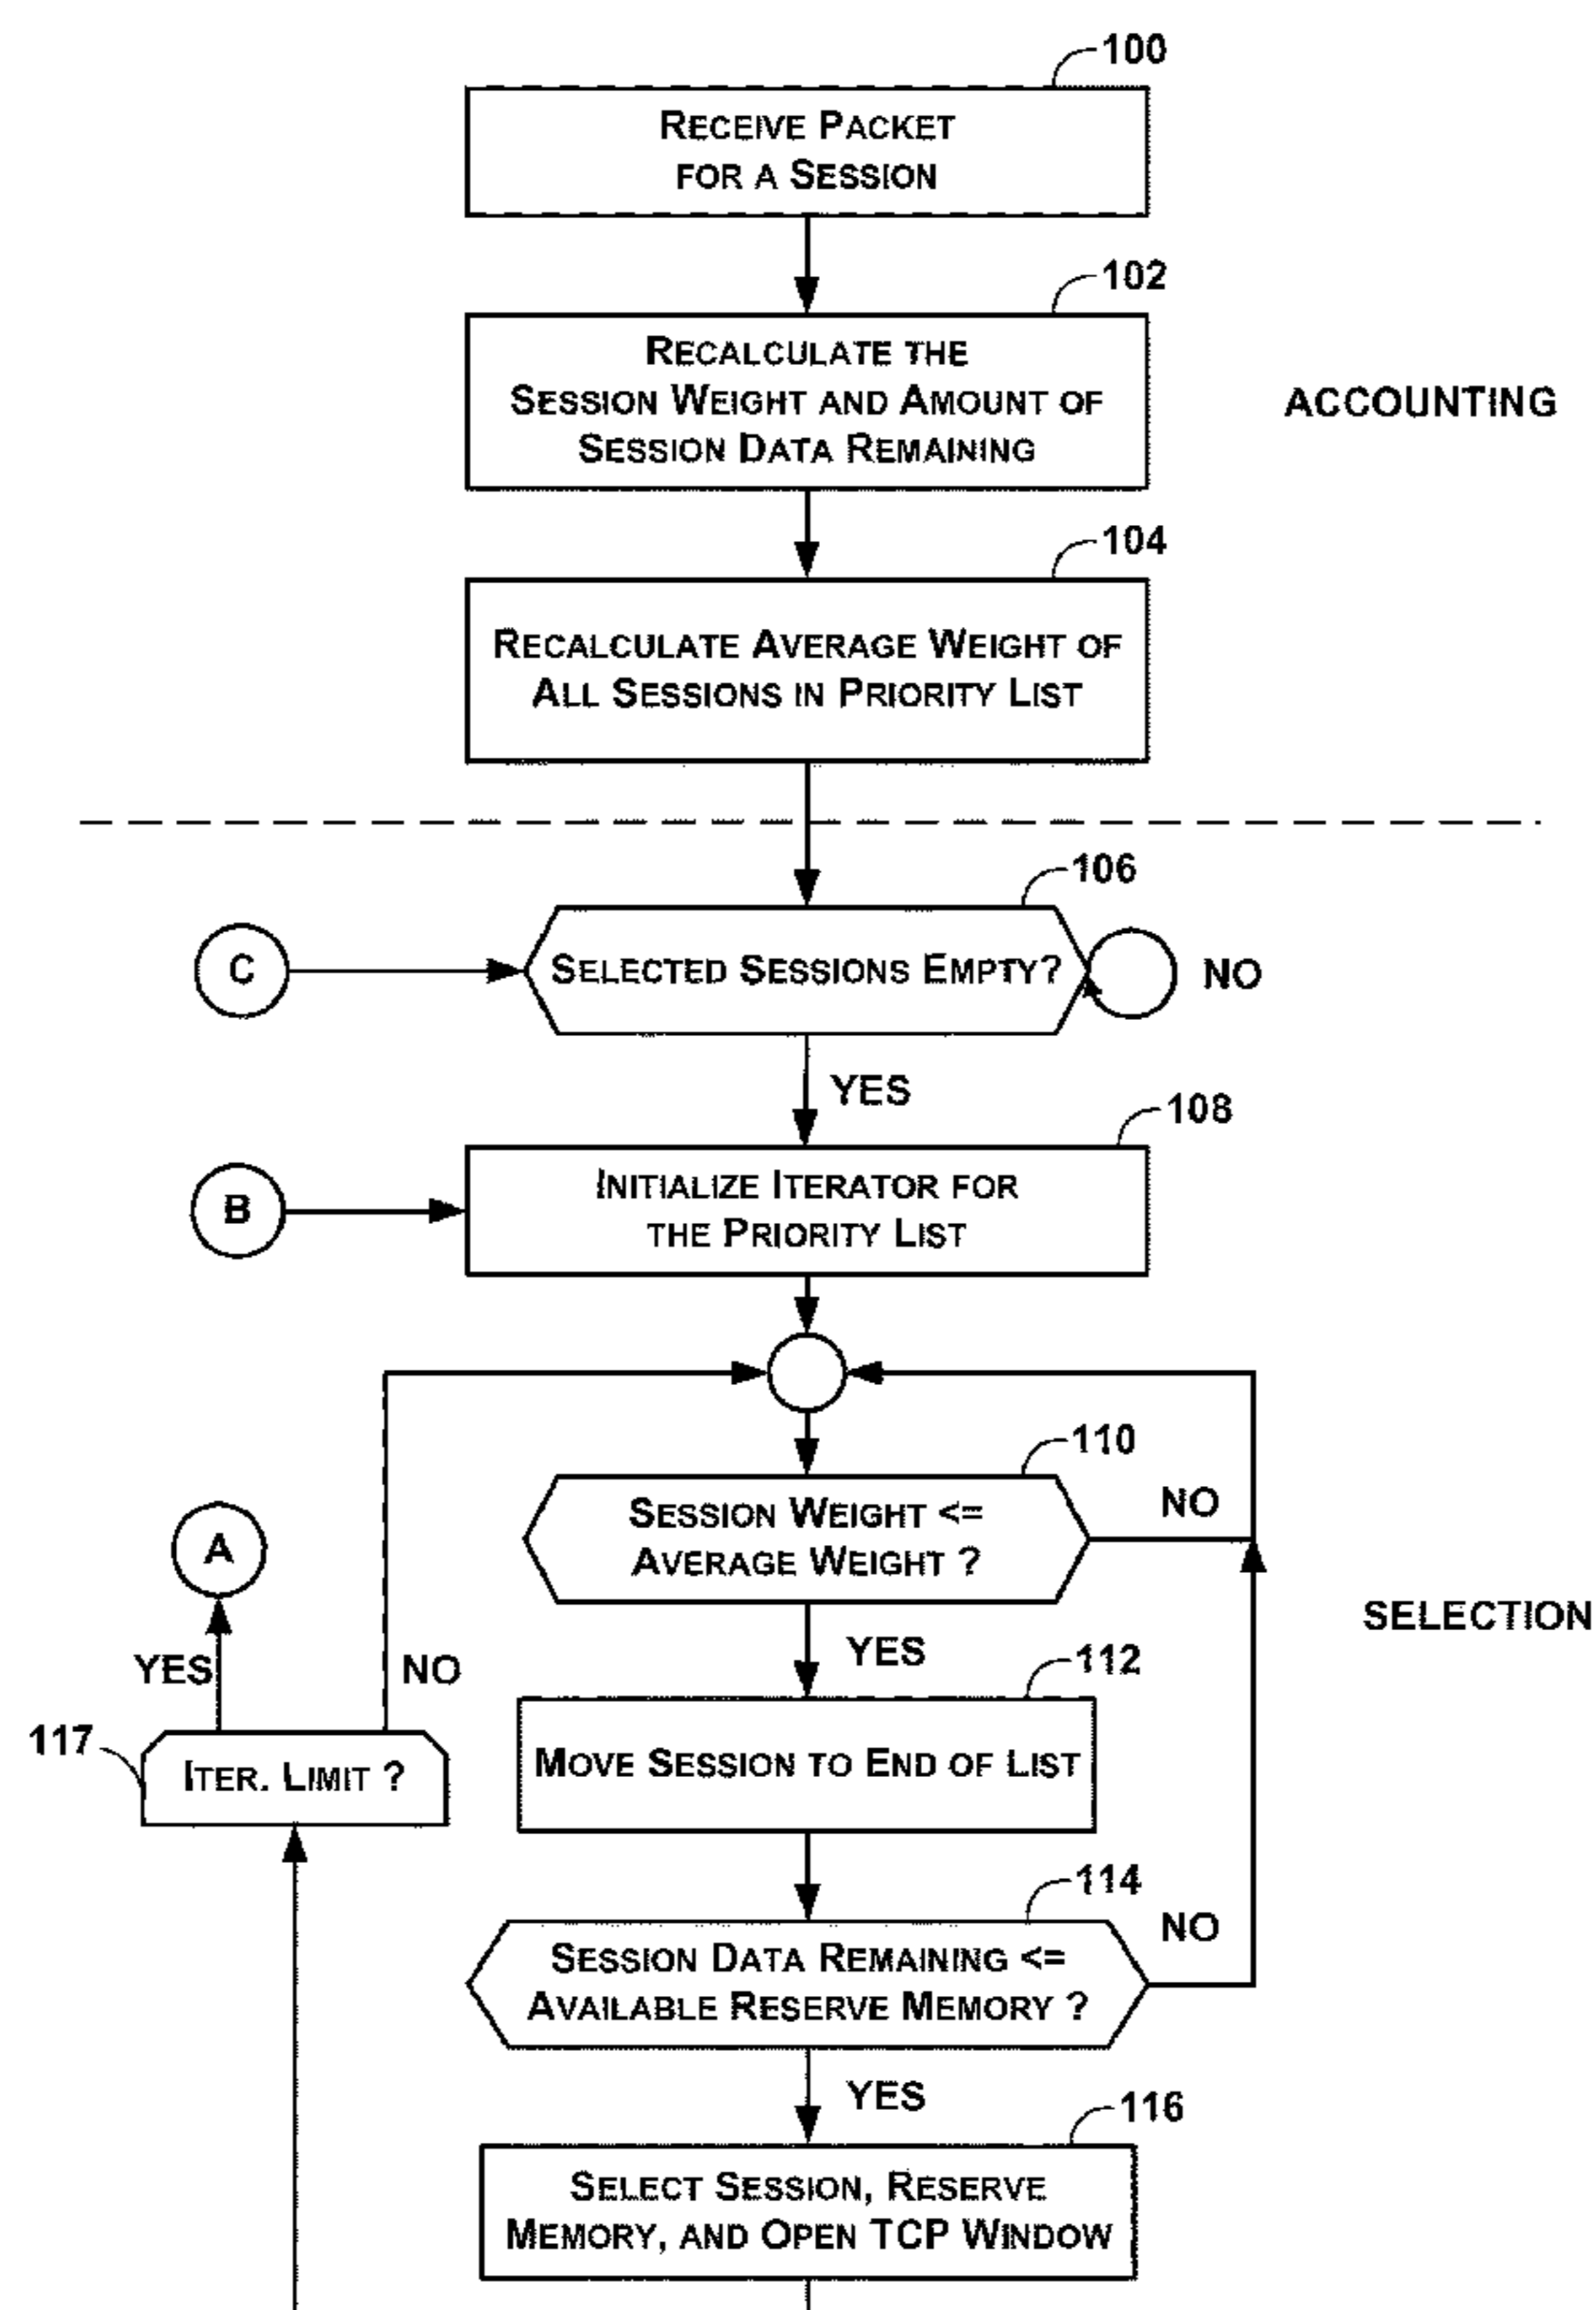 100
RECEIVE PACKET
FOR A SESSION
102
RECALCULATE THE
SESSION WEIGHT AND AMOUNT OF
SESSION DATA REMAINING
ACCOUNTING
104
RECALCULATE AVERAGE WEIGHT OF
ALL SESSIONS IN PRIORITY LIST
106
C
SELECTED SESSIONS EMPTY?
NO
YES
108
B
INITIALIZE ITERATOR FOR
THE PRIORITY LIST
110
SESSION WEIGHT <=
AVERAGE WEIGHT ?
NO
A
SELECTION
YES
NO
YES
112
117
ITER. LIMIT ?
MOVE SESSION TO END OF LIST
114
NO
SESSION DATA REMAINING <=
AVAILABLE RESERVE MEMORY ?
YES
116
SELECT SESSION, RESERVE
MEMORY, AND OPEN TCP WINDOW